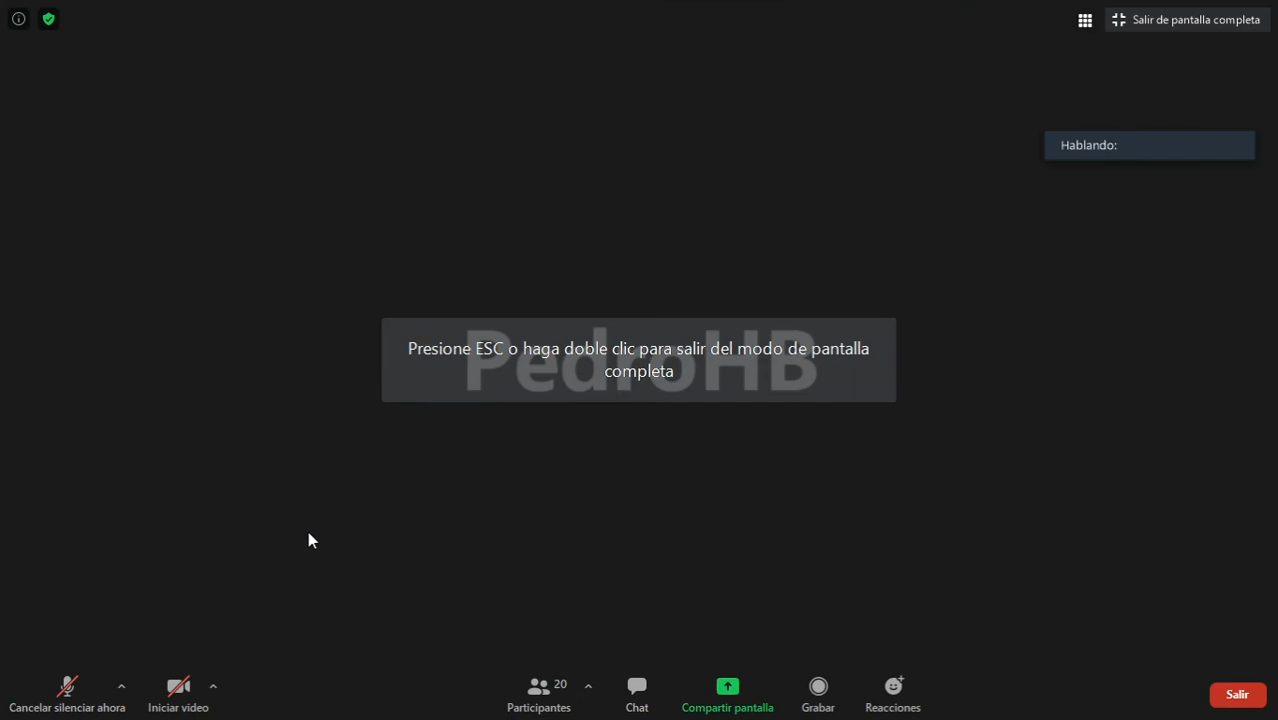 Salir de pantalla completa
Hablando:
PedroHB
Presione ESC o haga doble clic para salir del modo de pantalla
completa
20
Cancelar silenciar ahora
Iniciar video
Participantes
Chat
Compartir pantalla
Grabar
Reacciones
Salir